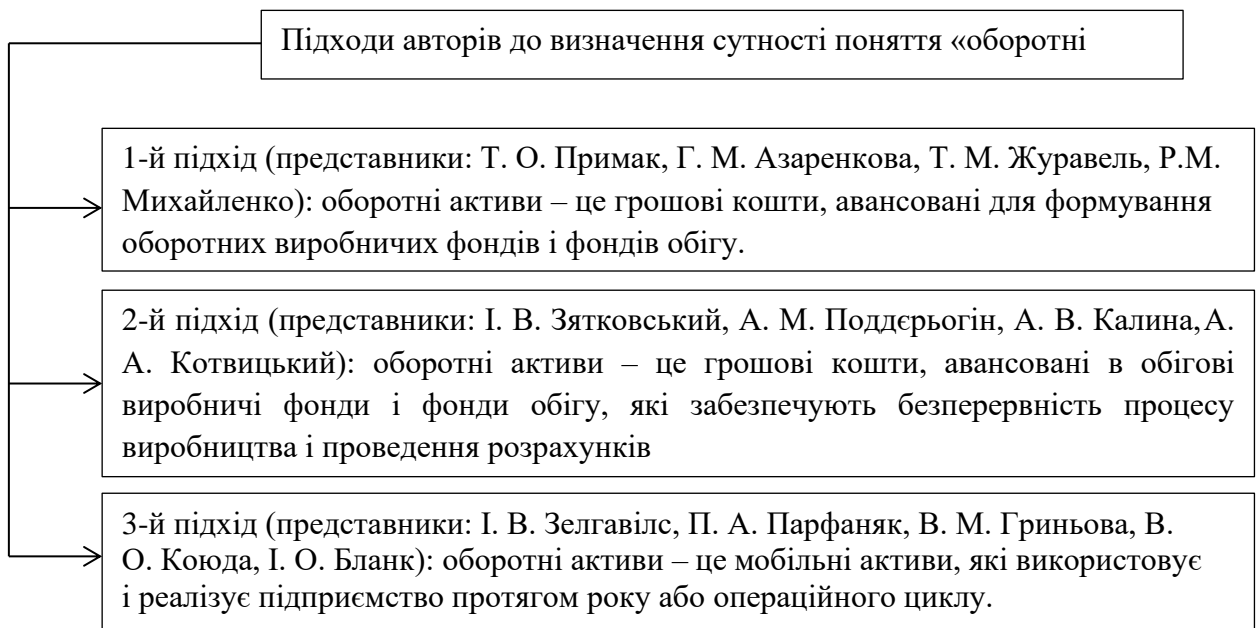 Підходи авторів до визначення сутності поняття «оборотні
1-й підхід (представники: Т. О. Примак, Г. М. Азаренкова, Т. М. Журавель, Р.М.
Михайленко): оборотні активи – це грошові кошти, авансовані для формування
оборотних виробничих фондів і фондів обігу.
2-й підхід (представники: І. В. Зятковський, А. М. Поддєрьогін, А. В. Калина, А.
А. Котвицький): оборотні активи – це грошові кошти, авансовані в обігові
виробничі фонди і фонди обігу, які забезпечують безперервність процесу
виробництва і проведення розрахунків
3-й підхід (представники: І. В. Зелгавілс, П. А. Парфаняк, В. М. Гриньова, В.
О. Коюда, І. О. Бланк): оборотні активи – це мобільні активи, які використовує
і реалізує підприємство протягом року або операційного циклу.